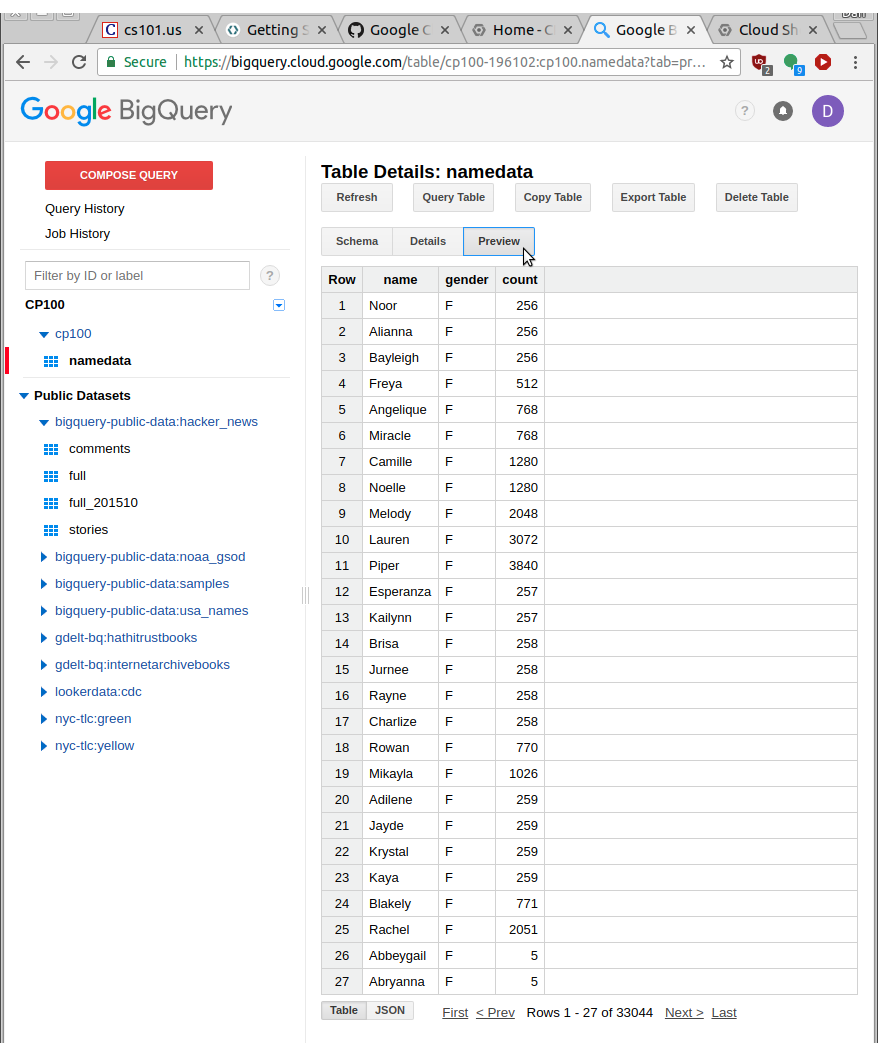 cs101.us
Getting S
Google C
Home - C
Google B
Cloud Sh
Secure
https://bigquery.cloud.google.com/table/cp100-196102:cp100.namedata?tab=pr...
2
9
Google BigQuery
?
D
COMPOSE QUERY
Query History
Job History
Filter by ID or label
?
CP100
cp100
namedata
Public Datasets
bigquery-public-data:hacker_news
comments
full
full_201510
stories
bigquery-public-data:noaa_gsod
bigquery-public-data:samples
bigquery-public-data:usa_names
gdelt-bq:hathitrustbooks
gdelt-bq:internetarchivebooks
lookerdata:cdc
nyc-tlc:green
nyc-tlc:yellow
Table Details: namedata
Refresh Query Table Copy Table Export Table Delete Table
Schema Details Preview
Row name gender count
1 Noor F 256
2 Alianna F 256
3 Bayleigh F 256
4 Freya F 512
5 Angelique F 768
6 Miracle F 768
7 Camille F 1280
8 Noelle F 1280
9 Melody F 2048
10 Lauren F 3072
11 Piper F 3840
12 Esperanza F 257
13 Kailynn F 257
14 Brisa F 258
15 Jurnee F 258
16 Rayne F 258
17 Charlize F 258
18 Rowan F 770
19 Mikayla F 1026
20 Adilene F 259
21 Jayde F 259
22 Krystal F 259
23 Kaya F 259
24 Blakely F 771
25 Rachel F 2051
26 Abbeygail F 5
27 Abryanna F 5
Table JSON First < Prev Rows 1 - 27 of 33044 Next > Last